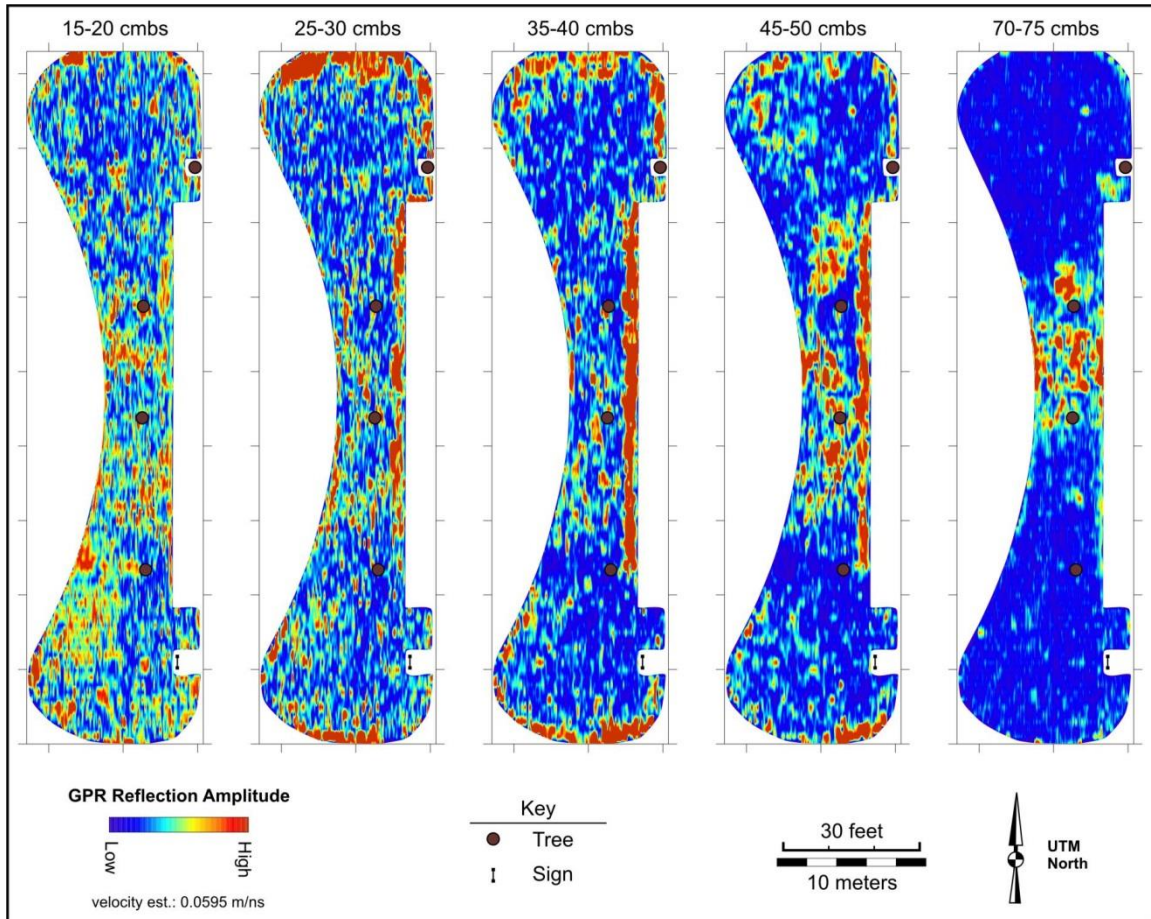 15-20 cmbs
25-30 cmbs
35-40 cmbs
45-50 cmbs
70-75 cmbs
GPR Reflection Amplitude
Low
High
velocity est.: 0.0595 m/ns
Key
Tree
Sign
30 feet
10 meters
UTM
North